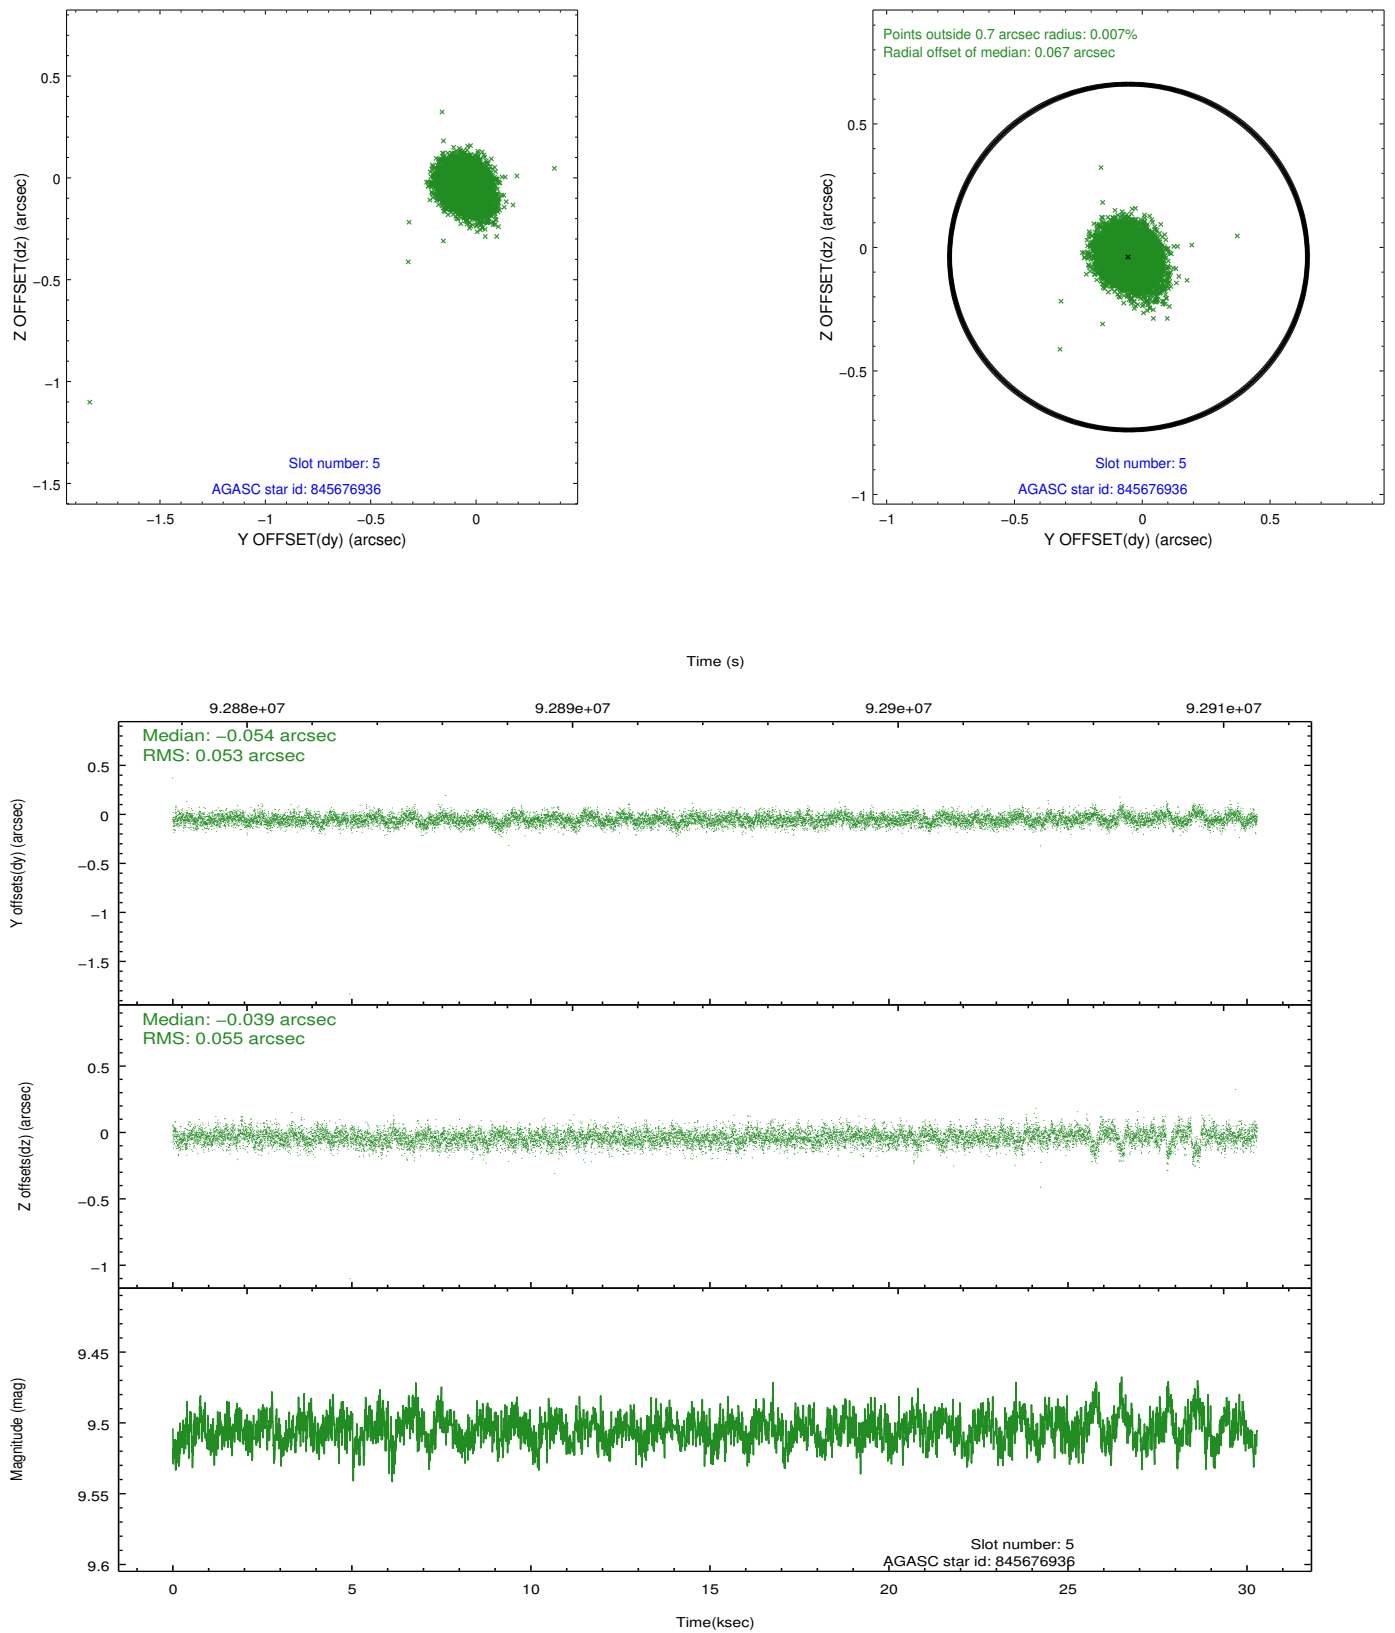 0.5
0
−0.5
−1
−1.5
Z OFFSET(dz) (arcsec)
Slot number: 5
AGASC star id: 845676936
−1.5 −1 −0.5 0
Y OFFSET(dy) (arcsec)
Points outside 0.7 arcsec radius: 0.007%
Radial offset of median: 0.067 arcsec
0.5
0
−0.5
−1
Z OFFSET(dz) (arcsec)
Slot number: 5
AGASC star id: 845676936
−1 −0.5 0 0.5
Y OFFSET(dy) (arcsec)
Time (s)
9.288e+07 9.289e+07 9.29e+07 9.291e+07
Median: −0.054 arcsec
RMS: 0.053 arcsec
0.5
0
−0.5
−1
−1.5
Y offsets(dy) (arcsec)
Median: −0.039 arcsec
RMS: 0.055 arcsec
0.5
0
−0.5
−1
Z offsets(dz) (arcsec)
9.45
9.5
9.55
9.6
Magnitude (mag)
Slot number: 5
AGASC star id: 845676936
0 5 10 15 20 25 30
Time(ksec)